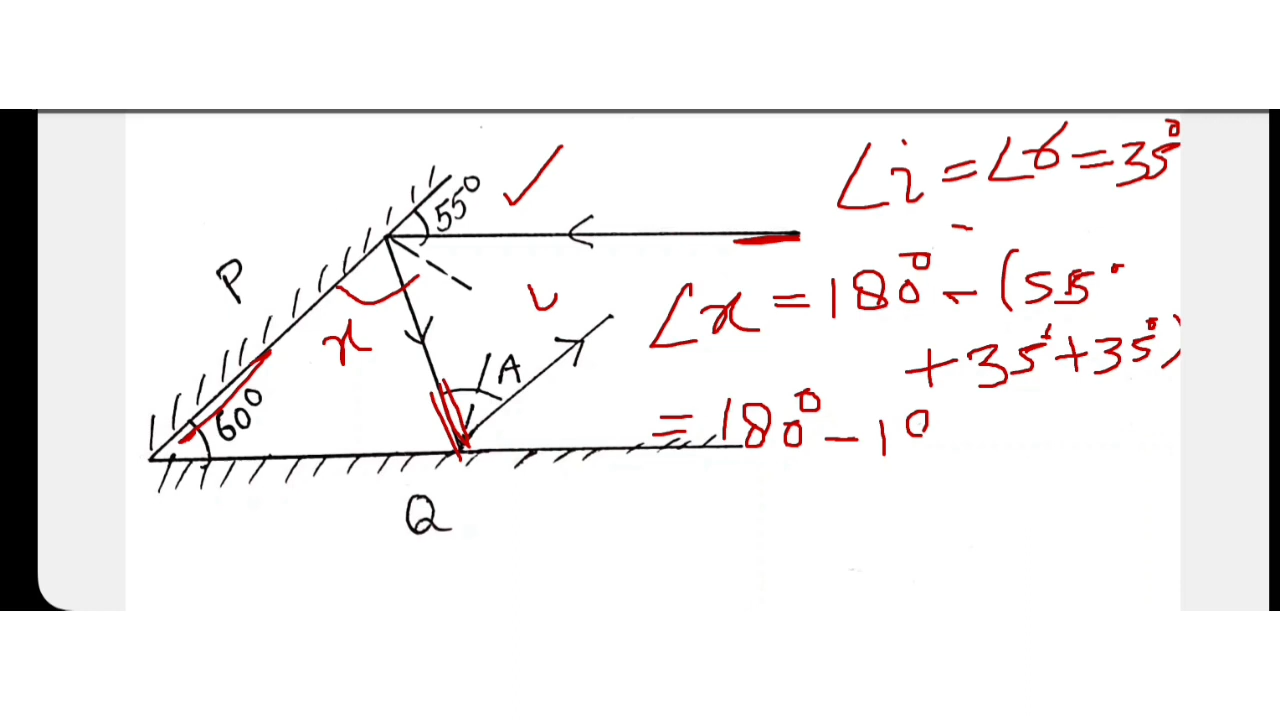 ∠i = ∠r = 35°
55°
P
∠x = 180° - (55°
x
+ 35° + 35°)
A
60°
= 180° - 1
Q